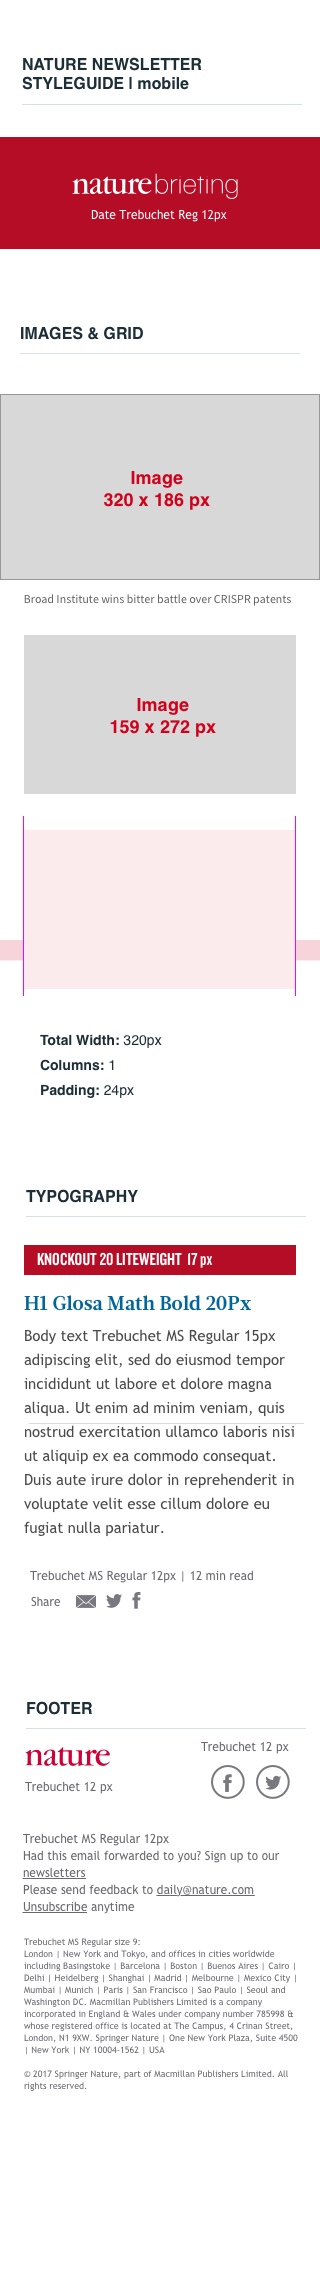 NATURE NEWSLETTER
STYLEGUIDE | mobile
naturebriefing
Date Trebuchet Reg 12px
IMAGES & GRID
Image
320 x 186 px
Broad Institute wins bitter battle over CRISPR patents
Image
159 x 272 px
Total Width: 320px
Columns: 1
Padding: 24px
TYPOGRAPHY
KNOCKOUT 20 LITEWEIGHT 17 px
H1 Glosa Math Bold 20Px
Body text Trebuchet MS Regular 15px
adipiscing elit, sed do eiusmod tempor
incididunt ut labore et dolore magna
aliqua. Ut enim ad minim veniam, quis
nostrud exercitation ullamco laboris nisi
ut aliquip ex ea commodo consequat.
Duis aute irure dolor in reprehenderit in
voluptate velit esse cillum dolore eu
fugiat nulla pariatur.
Trebuchet MS Regular 12px | 12 min read
Share
FOOTER
nature
Trebuchet 12 px
Trebuchet 12 px
Trebuchet MS Regular 12px
Had this email forwarded to you? Sign up to our
newsletters
Please send feedback to daily@nature.com
Unsubscribe anytime
Trebuchet MS Regular size 9:
London | New York and Tokyo, and offices in cities worldwide
including Basingstoke | Barcelona | Boston | Buenos Aires | Cairo |
Delhi | Heidelberg | Shanghai | Madrid | Melbourne | Mexico City |
Mumbai | Munich | Paris | San Francisco | Sao Paulo | Seoul and
Washington DC. Macmillan Publishers Limited is a company
incorporated in England & Wales under company number 785998 &
whose registered office is located at The Campus, 4 Crinan Street,
London, N1 9XW. Springer Nature | One New York Plaza, Suite 4500
| New York | NY 10004-1562 | USA
© 2017 Springer Nature, part of Macmillan Publishers Limited. All
rights reserved.